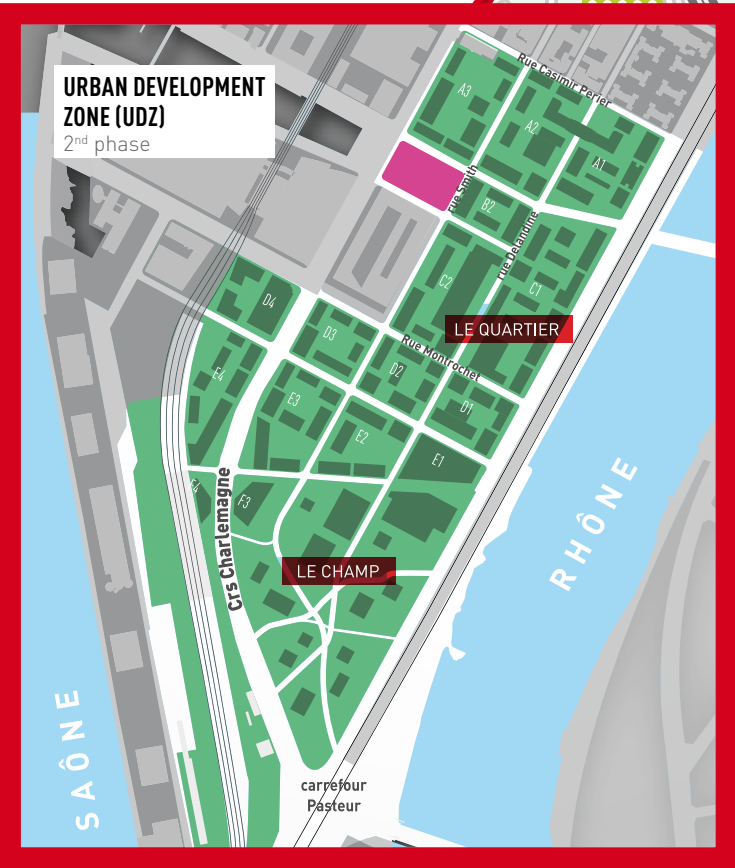 URBAN DEVELOPMENT
ZONE (UDZ)
2nd phase
Rue Casimir Perier
A3
A2
A1
rue Smith
B2
rue Delandine
C2
C1
D4
LE QUARTIER
D3
Rue Montrochet
D2
E4
E3
D1
E2
E1
F4
F3
Crs Charlemagne
RHÔNE
LE CHAMP
SAÔNE
carrefour
Pasteur